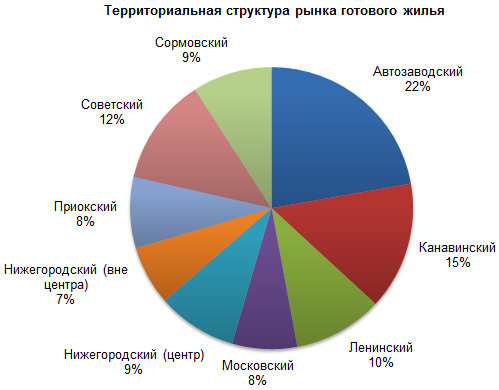 Территориальная структура рынка готового жилья
Сормовский
9%
Автозаводский
22%
Советский
12%
Приокский
8%
Канавинский
15%
Нижегородский (вне
центра)
7%
Нижегородский (центр)
9%
Московский
8%
Ленинский
10%